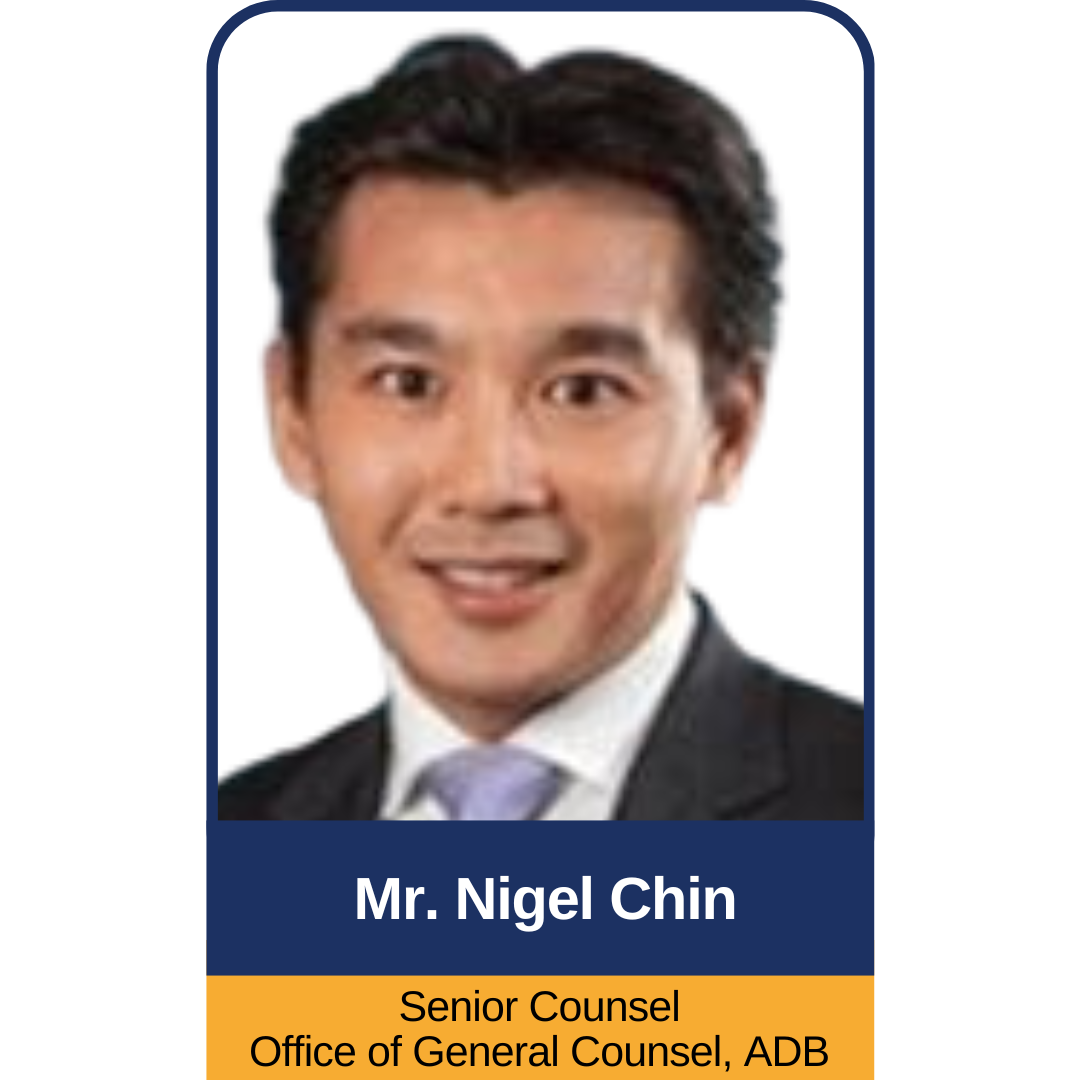 Mr. Nigel Chin
Senior Counsel
Office of General Counsel, ADB